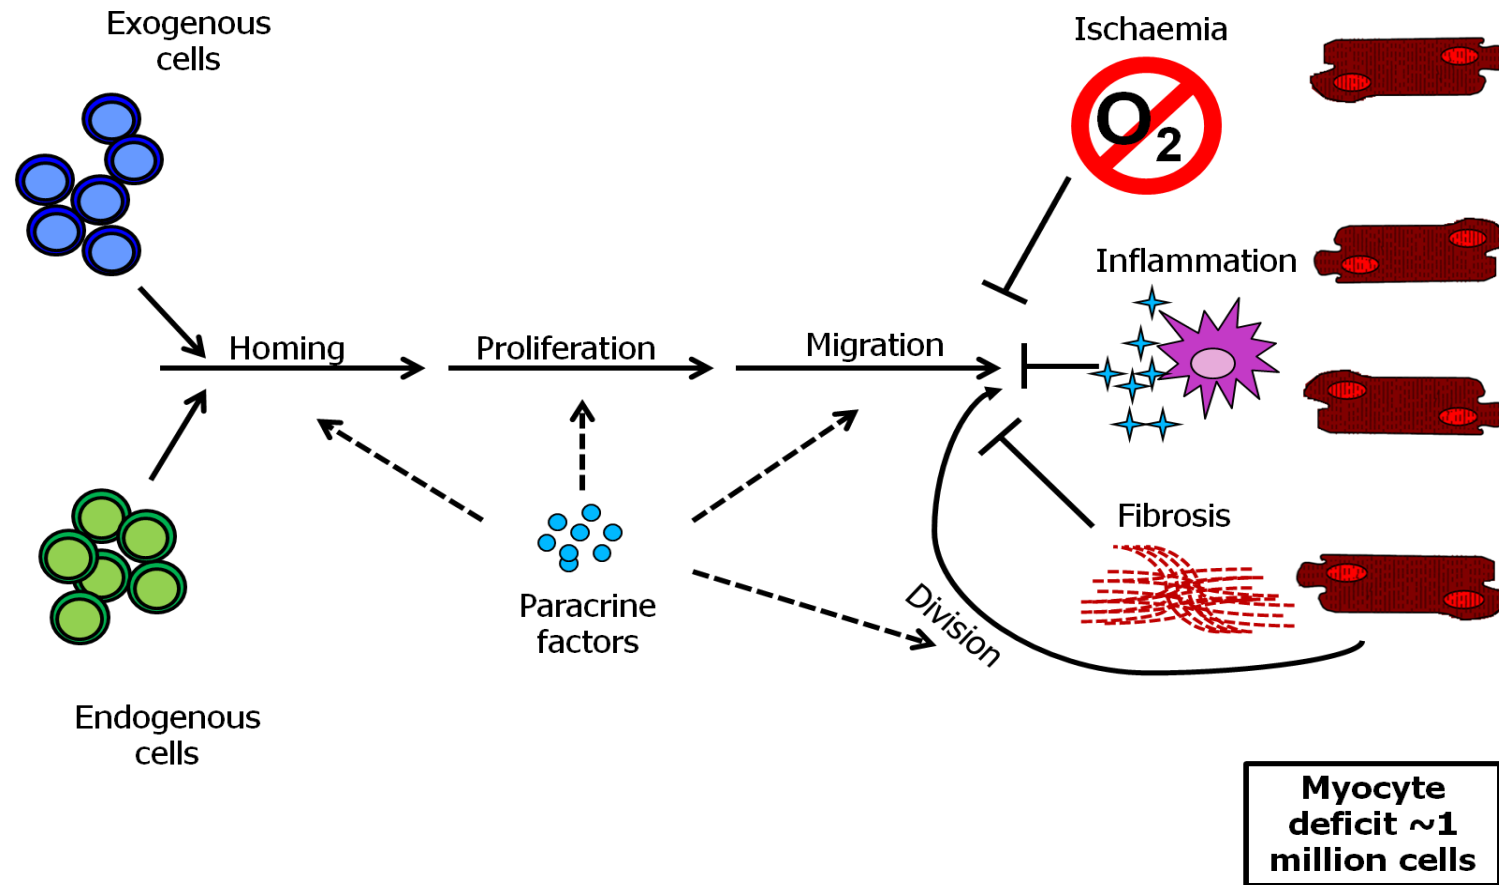 Exogenous
cells
Ischaemia
O2
Inflammation
Homing
Proliferation
Migration
Fibrosis
Paracrine
factors
Division
Endogenous
cells
Myocyte
deficit ~1
million cells